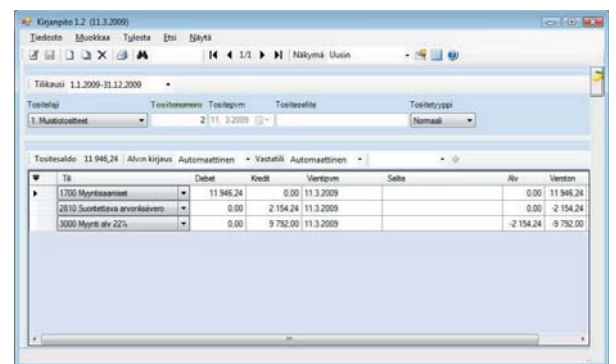 Kirjanpito 1.2 (11.3.2009)
Tiedosto Muokkaa Tulosta Etsi Näytä
1/1 Näkymä Uusin
Tilikausi 1.1.2009-31.12.2009
Tositelaji Tositenumero Tositepvm Tositeselite Tositetyyppi
1. Muistiotositteet 2 11. 3.2009 Normaali
Tositesaldo 11 946,24 Alv:n kirjaus Automaattinen Vastatili Automaattinen
Tili Debet Kredit Vientipvm Selite Alv Veroton
1700 Myyntisaamiset 11 946,24 0,00 11.3.2009 0,00 11 946,24
2810 Suoritettava arvonlisävero 0,00 2 154,24 11.3.2009 0,00 -2 154,24
3000 Myynti alv 22% 0,00 9 792,00 11.3.2009 -2 154,24 -9 792,00